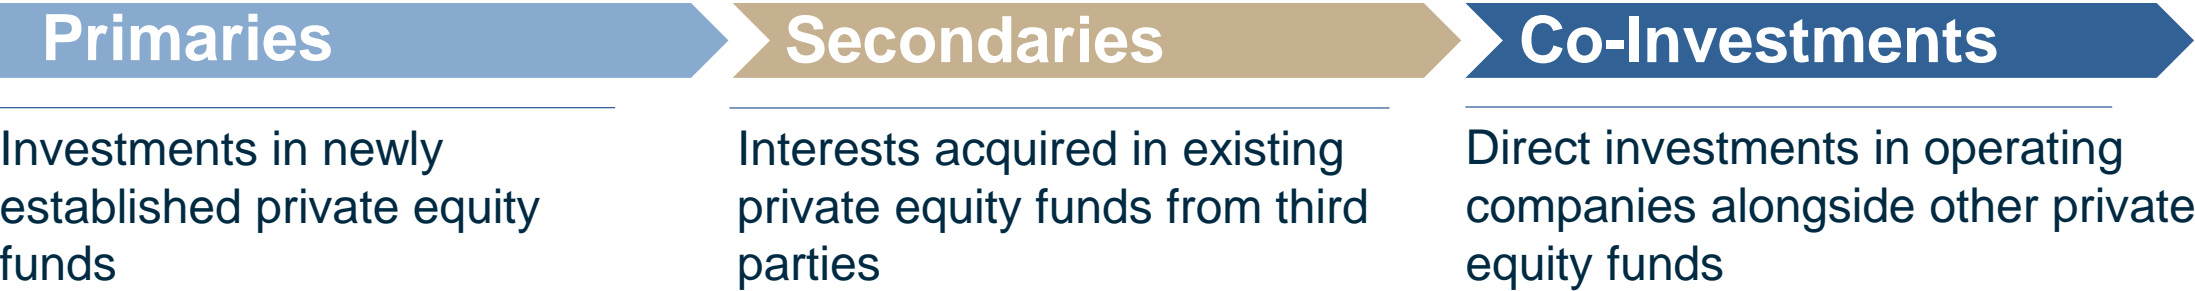 Primaries
Investments in newly
established private equity
funds
Secondaries
Interests acquired in existing
private equity funds from third
parties
Co-Investments
Direct investments in operating
companies alongside other private
equity funds